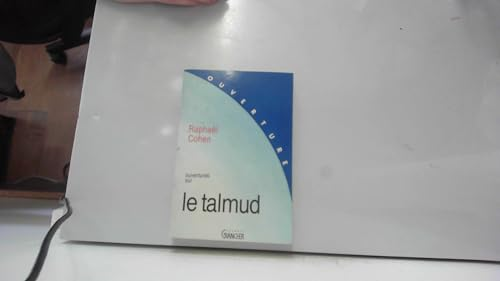 OUVERTURE
Raphaël
Cohen
ouvertures
sur
le talmud
GRANCHER